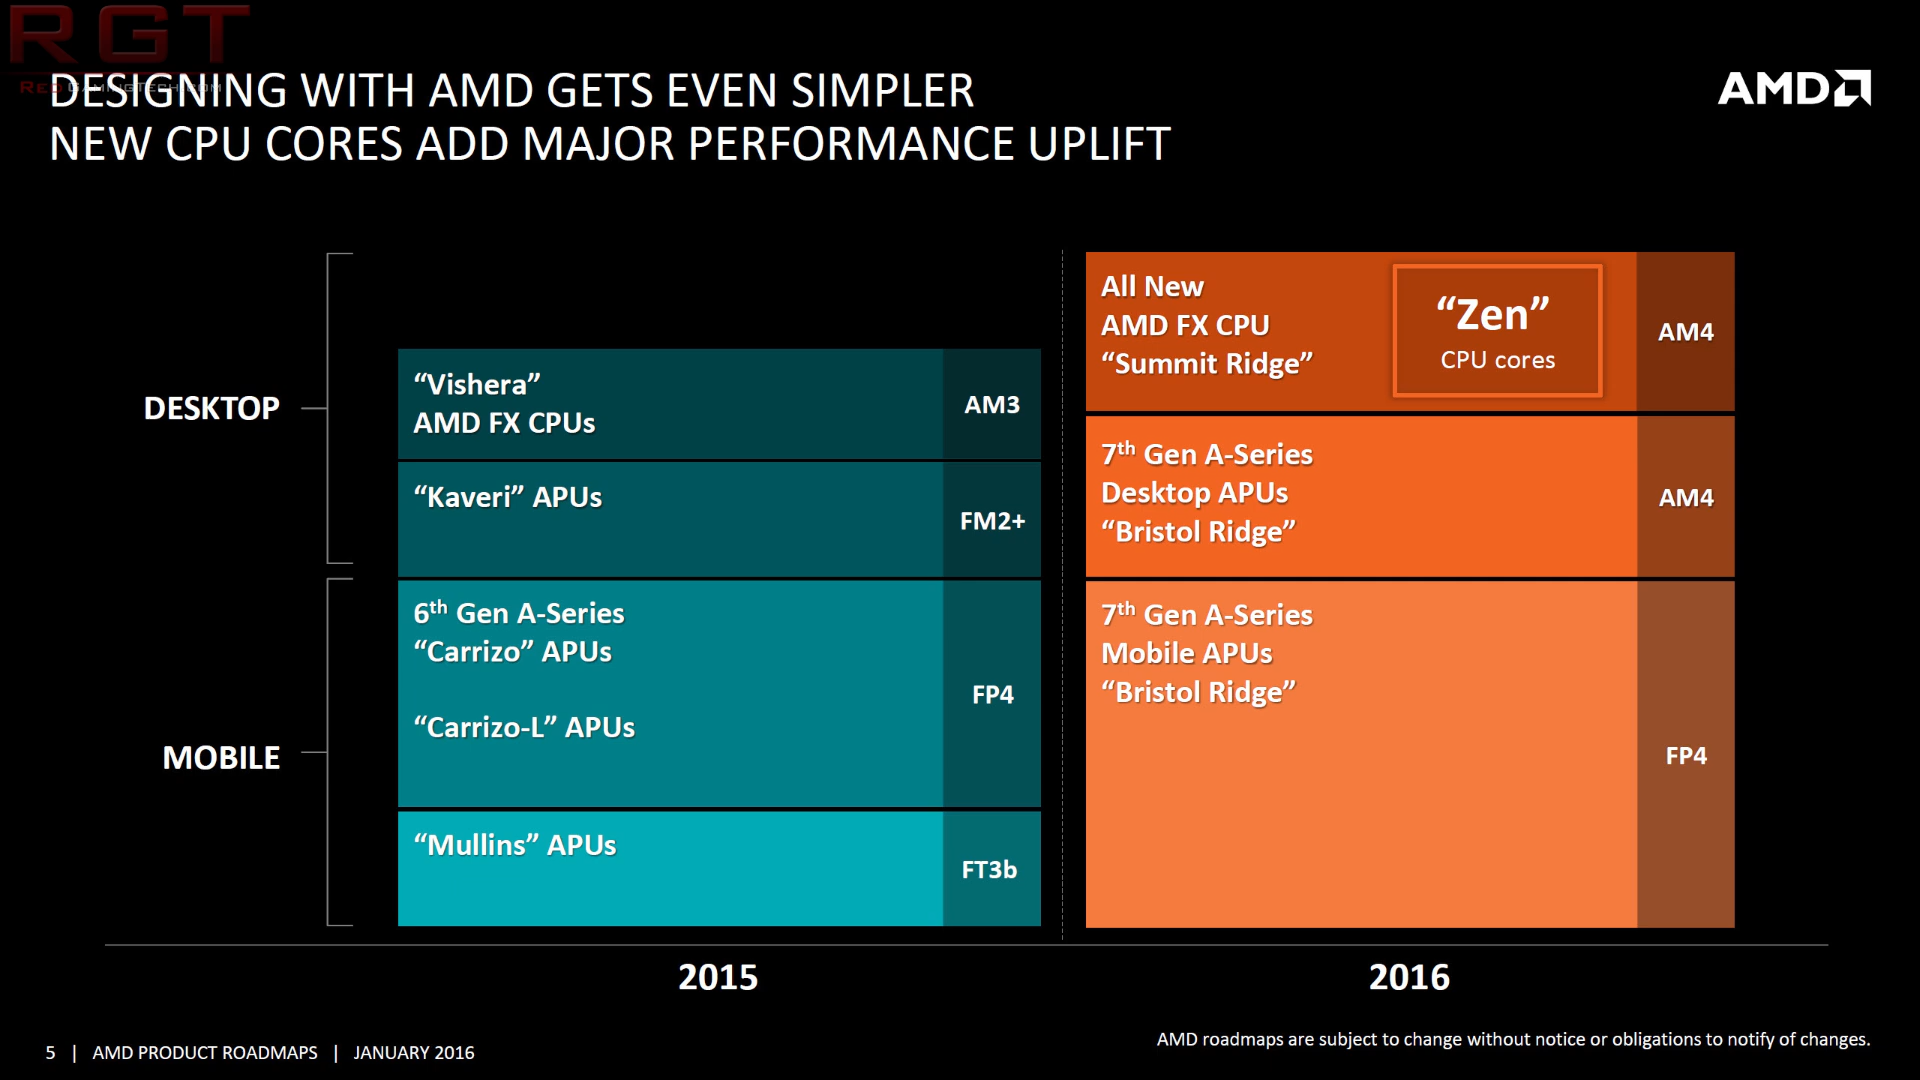 RGT
RedGamingTech.com
DESIGNING WITH AMD GETS EVEN SIMPLER
NEW CPU CORES ADD MAJOR PERFORMANCE UPLIFT
AMD
DESKTOP
“Vishera”
AMD FX CPUs
AM3
“Kaveri” APUs
FM2+
MOBILE
6th Gen A-Series
“Carrizo” APUs
“Carrizo-L” APUs
FP4
“Mullins” APUs
FT3b
2015
All New
AMD FX CPU
“Summit Ridge”
“Zen”
CPU cores
AM4
7th Gen A-Series
Desktop APUs
“Bristol Ridge”
AM4
7th Gen A-Series
Mobile APUs
“Bristol Ridge”
FP4
2016
5 | AMD PRODUCT ROADMAPS | JANUARY 2016
AMD roadmaps are subject to change without notice or obligations to notify of changes.